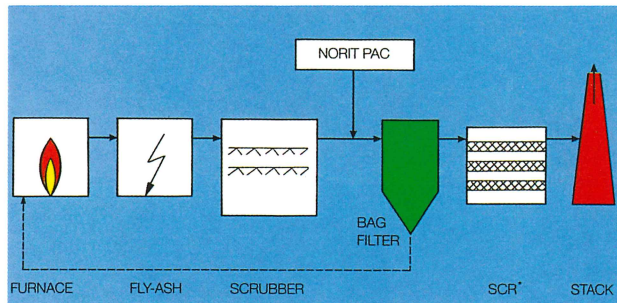 NORIT PAC
BAG
FILTER
FURNACE
FLY-ASH
SCRUBBER
SCR*
STACK